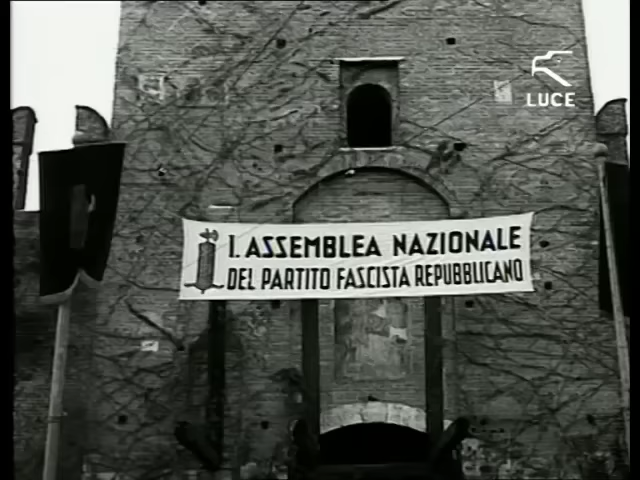 LUCE
I. ASSEMBLEA NAZIONALE
DEL PARTITO FASCISTA REPUBBLICANO